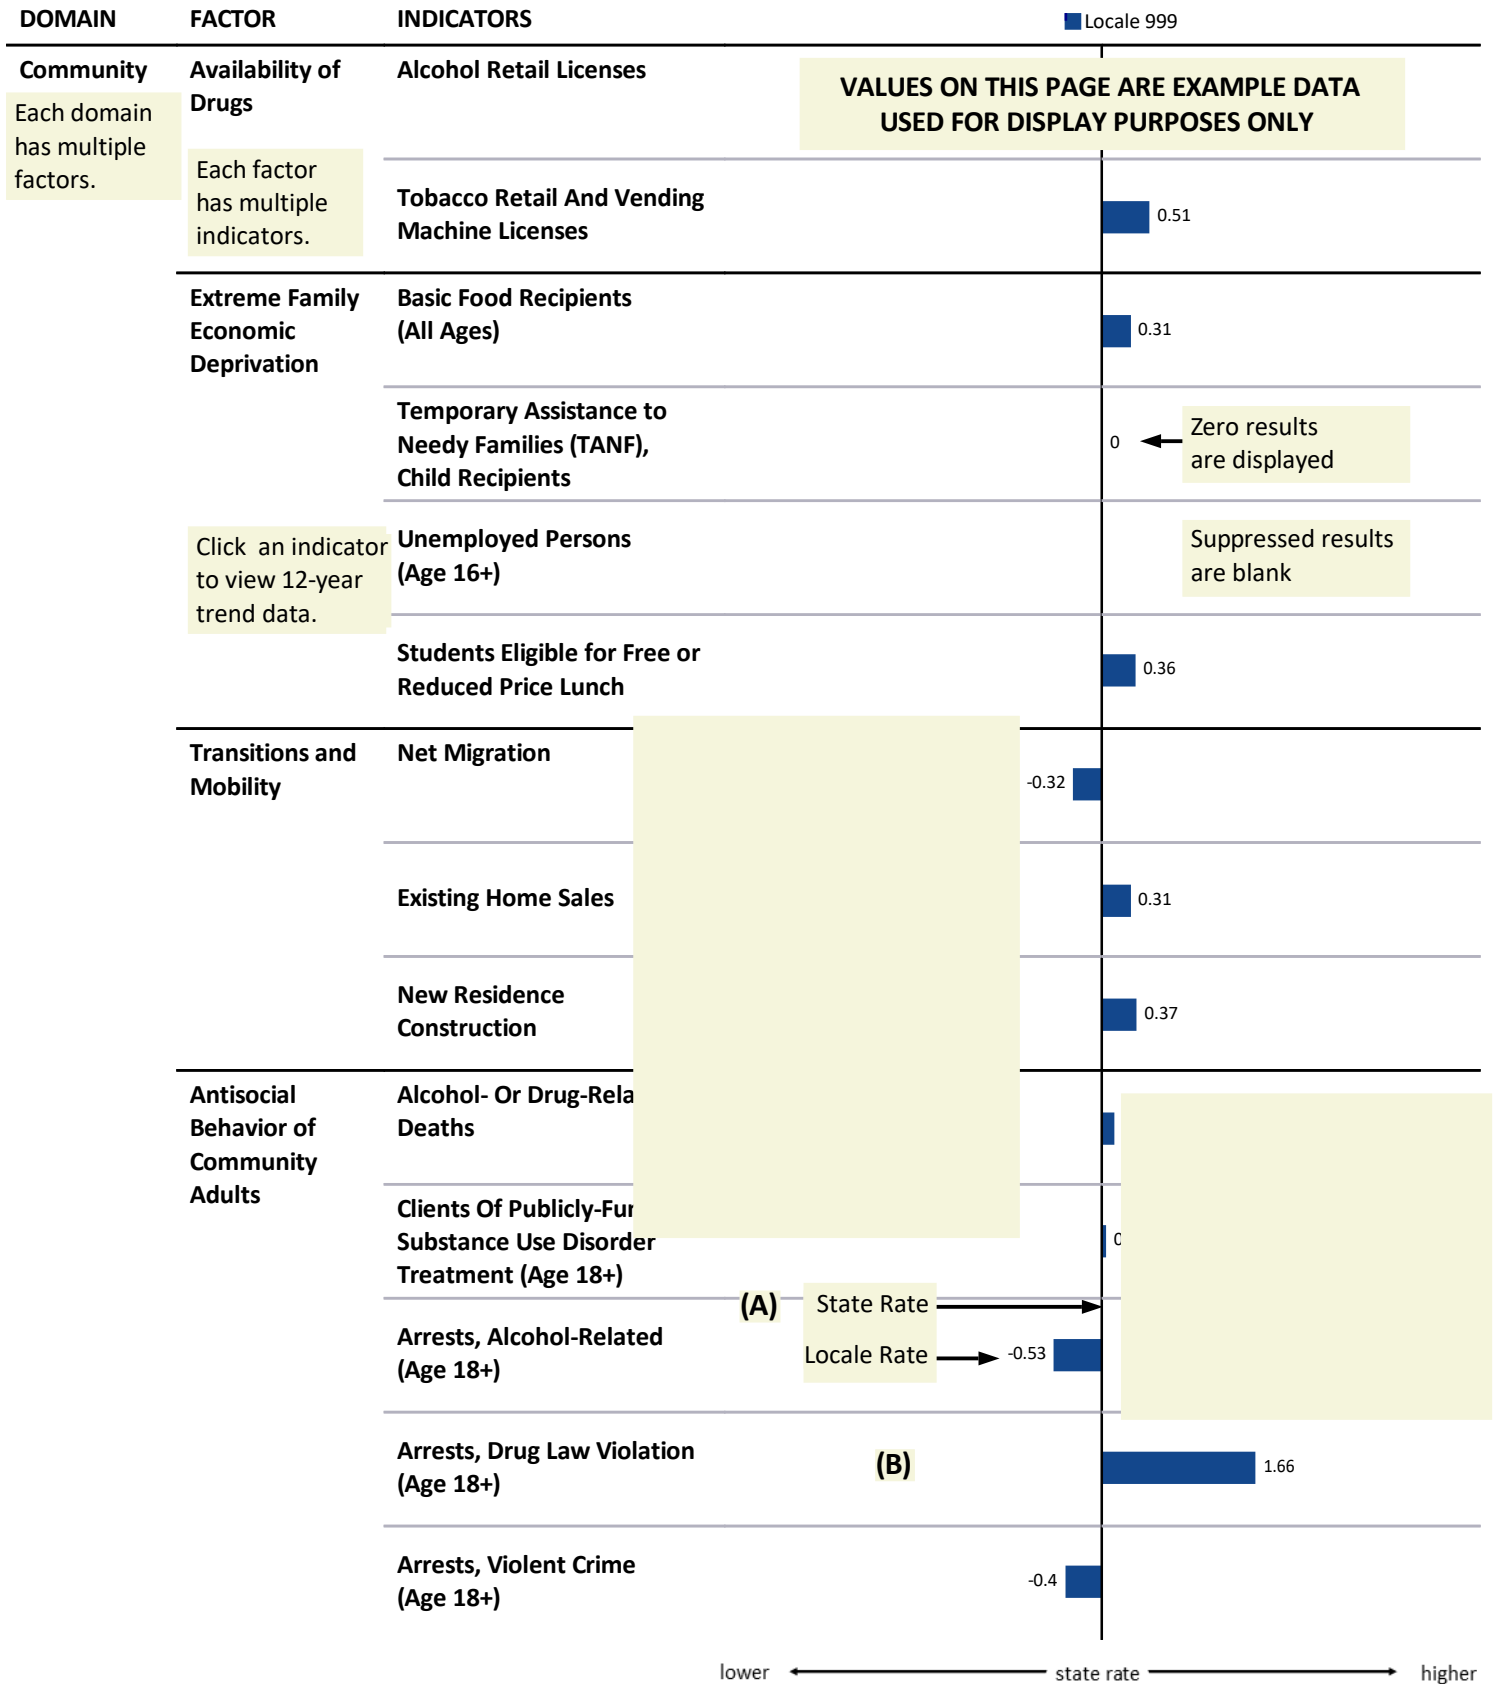 DOMAIN FACTOR INDICATORS
Locale 999
Community
Each domain
has multiple
factors.
Availability of
Drugs
Each factor
has multiple
indicators.
Alcohol Retail Licenses
VALUES ON THIS PAGE ARE EXAMPLE DATA
USED FOR DISPLAY PURPOSES ONLY
Tobacco Retail And Vending
Machine Licenses
0.51
Extreme Family
Economic
Deprivation
Basic Food Recipients
(All Ages)
0.31
Temporary Assistance to
Needy Families (TANF),
Child Recipients
0
Zero results
are displayed
Click an indicator
to view 12-year
trend data.
Unemployed Persons
(Age 16+)
Suppressed results
are blank
Students Eligible for Free or
Reduced Price Lunch
0.36
Transitions and
Mobility
Net Migration
-0.32
Existing Home Sales
0.31
New Residence
Construction
0.37
Antisocial
Behavior of
Community
Adults
Alcohol- Or
Deaths
Clients Of
Substance Use Disorder
Treatment (Age 18+)
(A) State Rate
Arrests, Alcohol-Related
(Age 18+)
Locale Rate
-0.53
Arrests, Drug Law Violation
(Age 18+)
(B)
1.66
Arrests, Violent Crime
(Age 18+)
-0.4
lower state rate higher